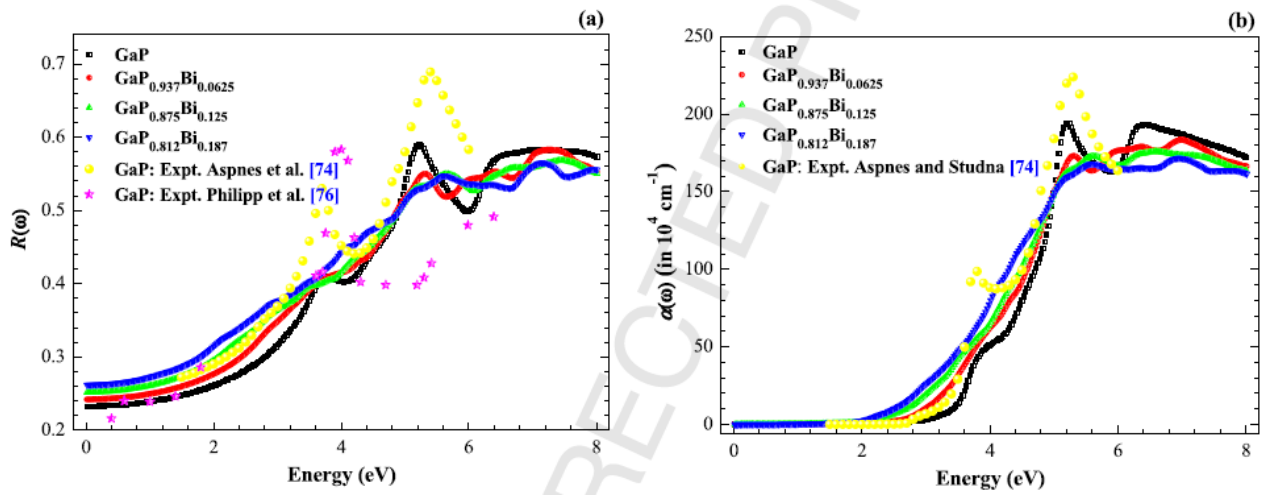 (a)
0.7
0.6
0.5
0.4
0.3
0.2
R(ω)
GaP
GaP0.937Bi0.0625
GaP0.875Bi0.125
GaP0.812Bi0.187
GaP: Expt. Aspnes et al. [74]
GaP: Expt. Philipp et al. [76]
0 2 4 6 8
Energy (eV)
(b)
250
200
150
100
50
0
α(ω) (in 10⁴ cm⁻¹)
GaP
GaP0.937Bi0.0625
GaP0.875Bi0.125
GaP0.812Bi0.187
GaP: Expt. Aspnes and Studna [74]
0 2 4 6 8
Energy (eV)
RECTED P